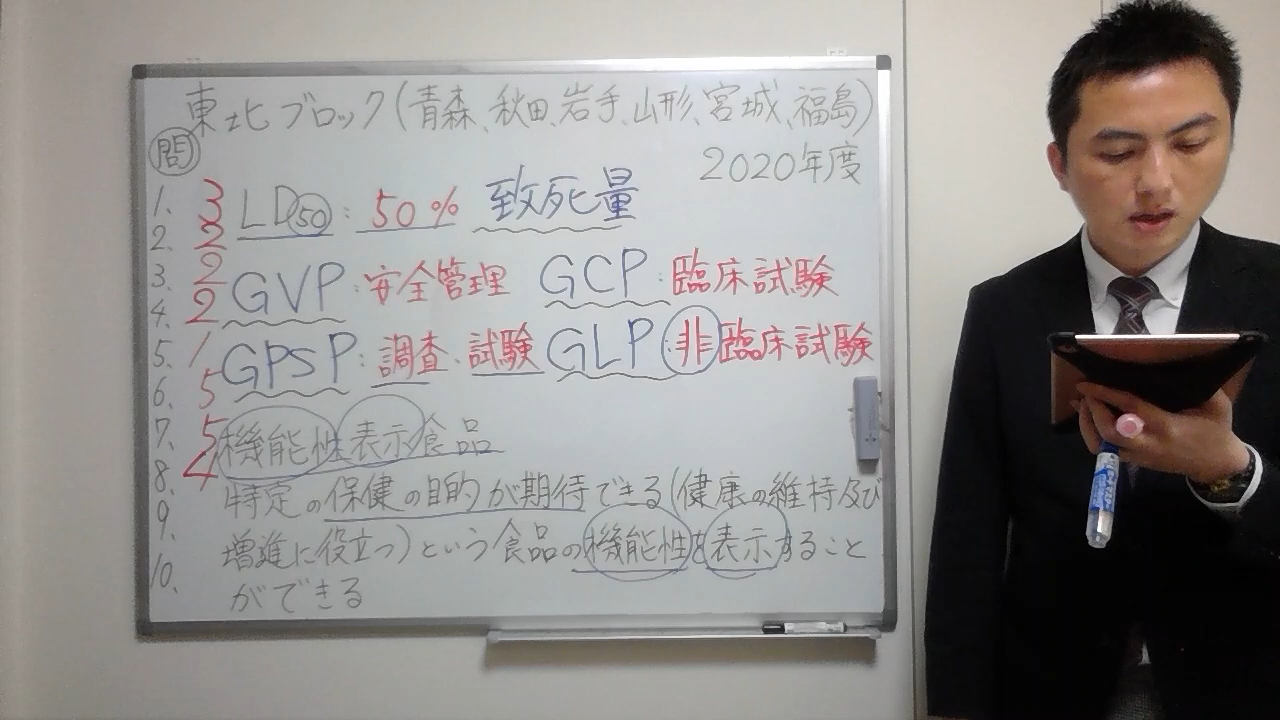 東北ブロック(青森、秋田、岩手、山形、宮城、福島)
問
2020年度
1. 3 LD50 : 50% 致死量
2. 2
3. 2 GVP : 安全管理 GCP : 臨床試験
4. 2
5. 1 GPSP : 調査、試験 GLP : 非臨床試験
6. 5
7. 5 機能性表示食品
8. 4 特定の保健の目的が期待できる(健康の維持及び
9. 増進に役立つ)という食品の機能性を表示すること
10. ができる